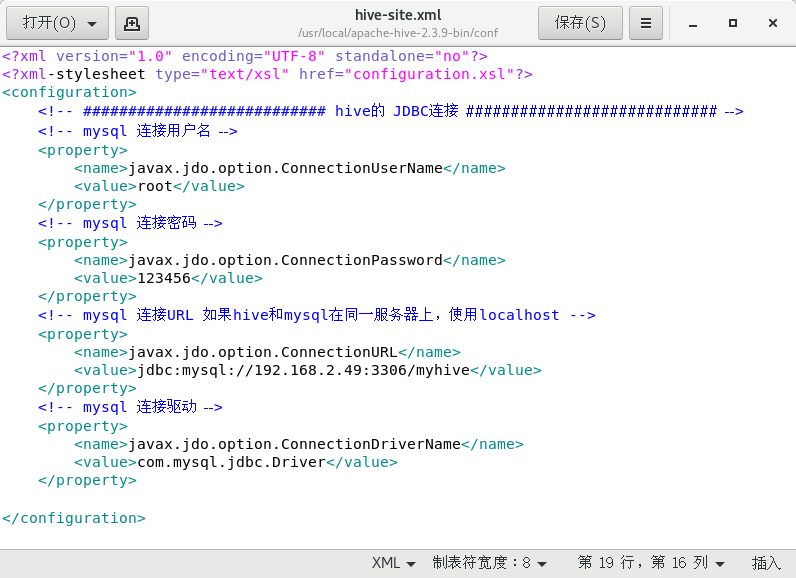 打开(O)
hive-site.xml
/usr/local/apache-hive-2.3.9-bin/conf
保存(S)
<?xml version="1.0" encoding="UTF-8" standalone="no"?>
<?xml-stylesheet type="text/xsl" href="configuration.xsl"?>
<configuration>
    <!-- ########################### hive的 JDBC连接 ############################ -->
    <!-- mysql 连接用户名 -->
    <property>
        <name>javax.jdo.option.ConnectionUserName</name>
        <value>root</value>
    </property>
    <!-- mysql 连接密码 -->
    <property>
        <name>javax.jdo.option.ConnectionPassword</name>
        <value>123456</value>
    </property>
    <!-- mysql 连接URL 如果hive和mysql在同一服务器上，使用localhost -->
    <property>
        <name>javax.jdo.option.ConnectionURL</name>
        <value>jdbc:mysql://192.168.2.49:3306/myhive</value>
    </property>
    <!-- mysql 连接驱动 -->
    <property>
        <name>javax.jdo.option.ConnectionDriverName</name>
        <value>com.mysql.jdbc.Driver</value>
    </property>
</configuration>
XML 制表符宽度：8 第 19 行，第 16 列 插入